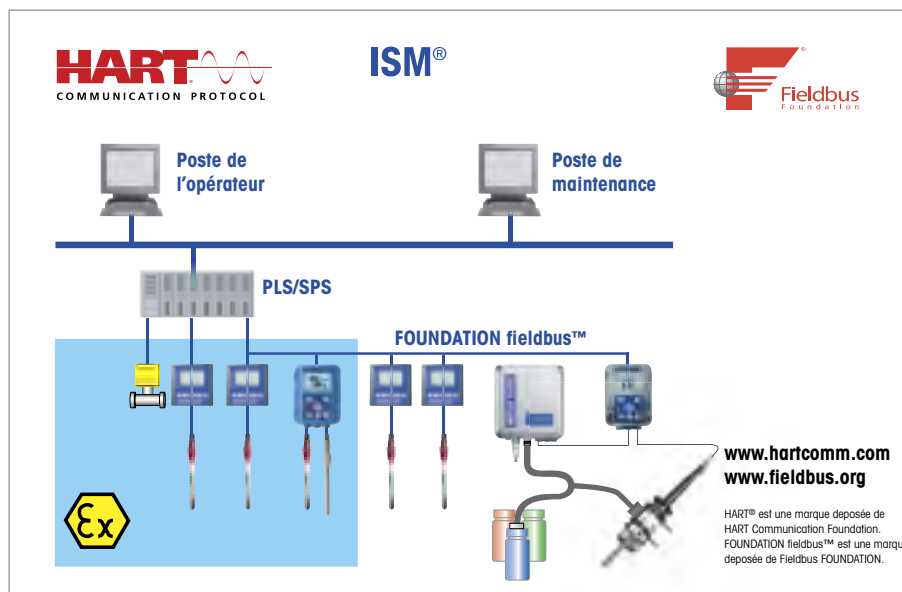 HART®
COMMUNICATION PROTOCOL
ISM®
Fieldbus
Foundation
Poste de
l'opérateur
Poste de
maintenance
PLS/SPS
FOUNDATION fieldbus™
www.hartcomm.com
www.fieldbus.org
HART® est une marque deposée de
HART Communication Foundation.
FOUNDATION fieldbus™ est une marqu
deposée de Fieldbus FOUNDATION.
Ex